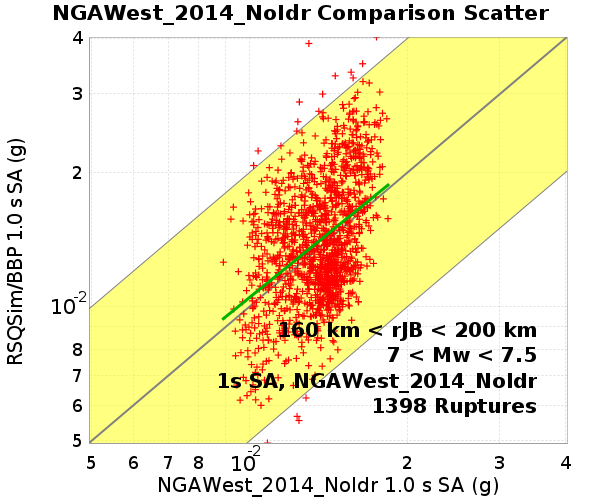 NGAWest_2014_NoIdr Comparison Scatter
RSQSim/BBP 1.0 s SA (g)
4
3
2
10-2
8
7
6
5
160 km < rJB < 200 km
7 < Mw < 7.5
1s SA, NGAWest_2014_NoIdr
1398 Ruptures
5 6 7 8 10-2 2 3 4
NGAWest_2014_NoIdr 1.0 s SA (g)